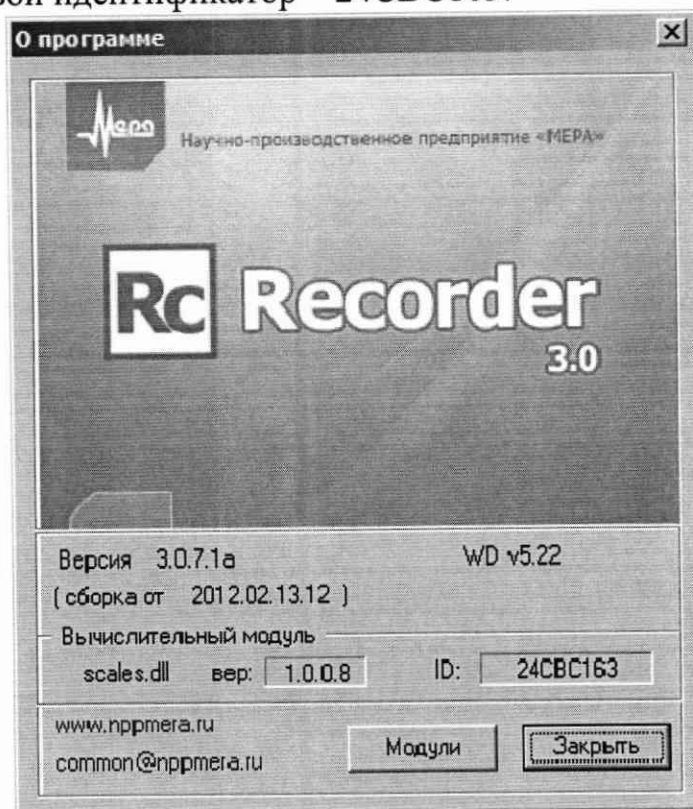 идентификатор
О программе
Мера
Научно-производственное предприятие «МЕРА»
Rc Recorder
3.0
Версия 3.0.7.1a WD v5.22
( сборка от 2012.02.13.12 )
Вычислительный модуль
scales.dll вер: 1.0.0.8 ID: 24CBC163
www.nppmera.ru
common@nppmera.ru
Модули Закрыть